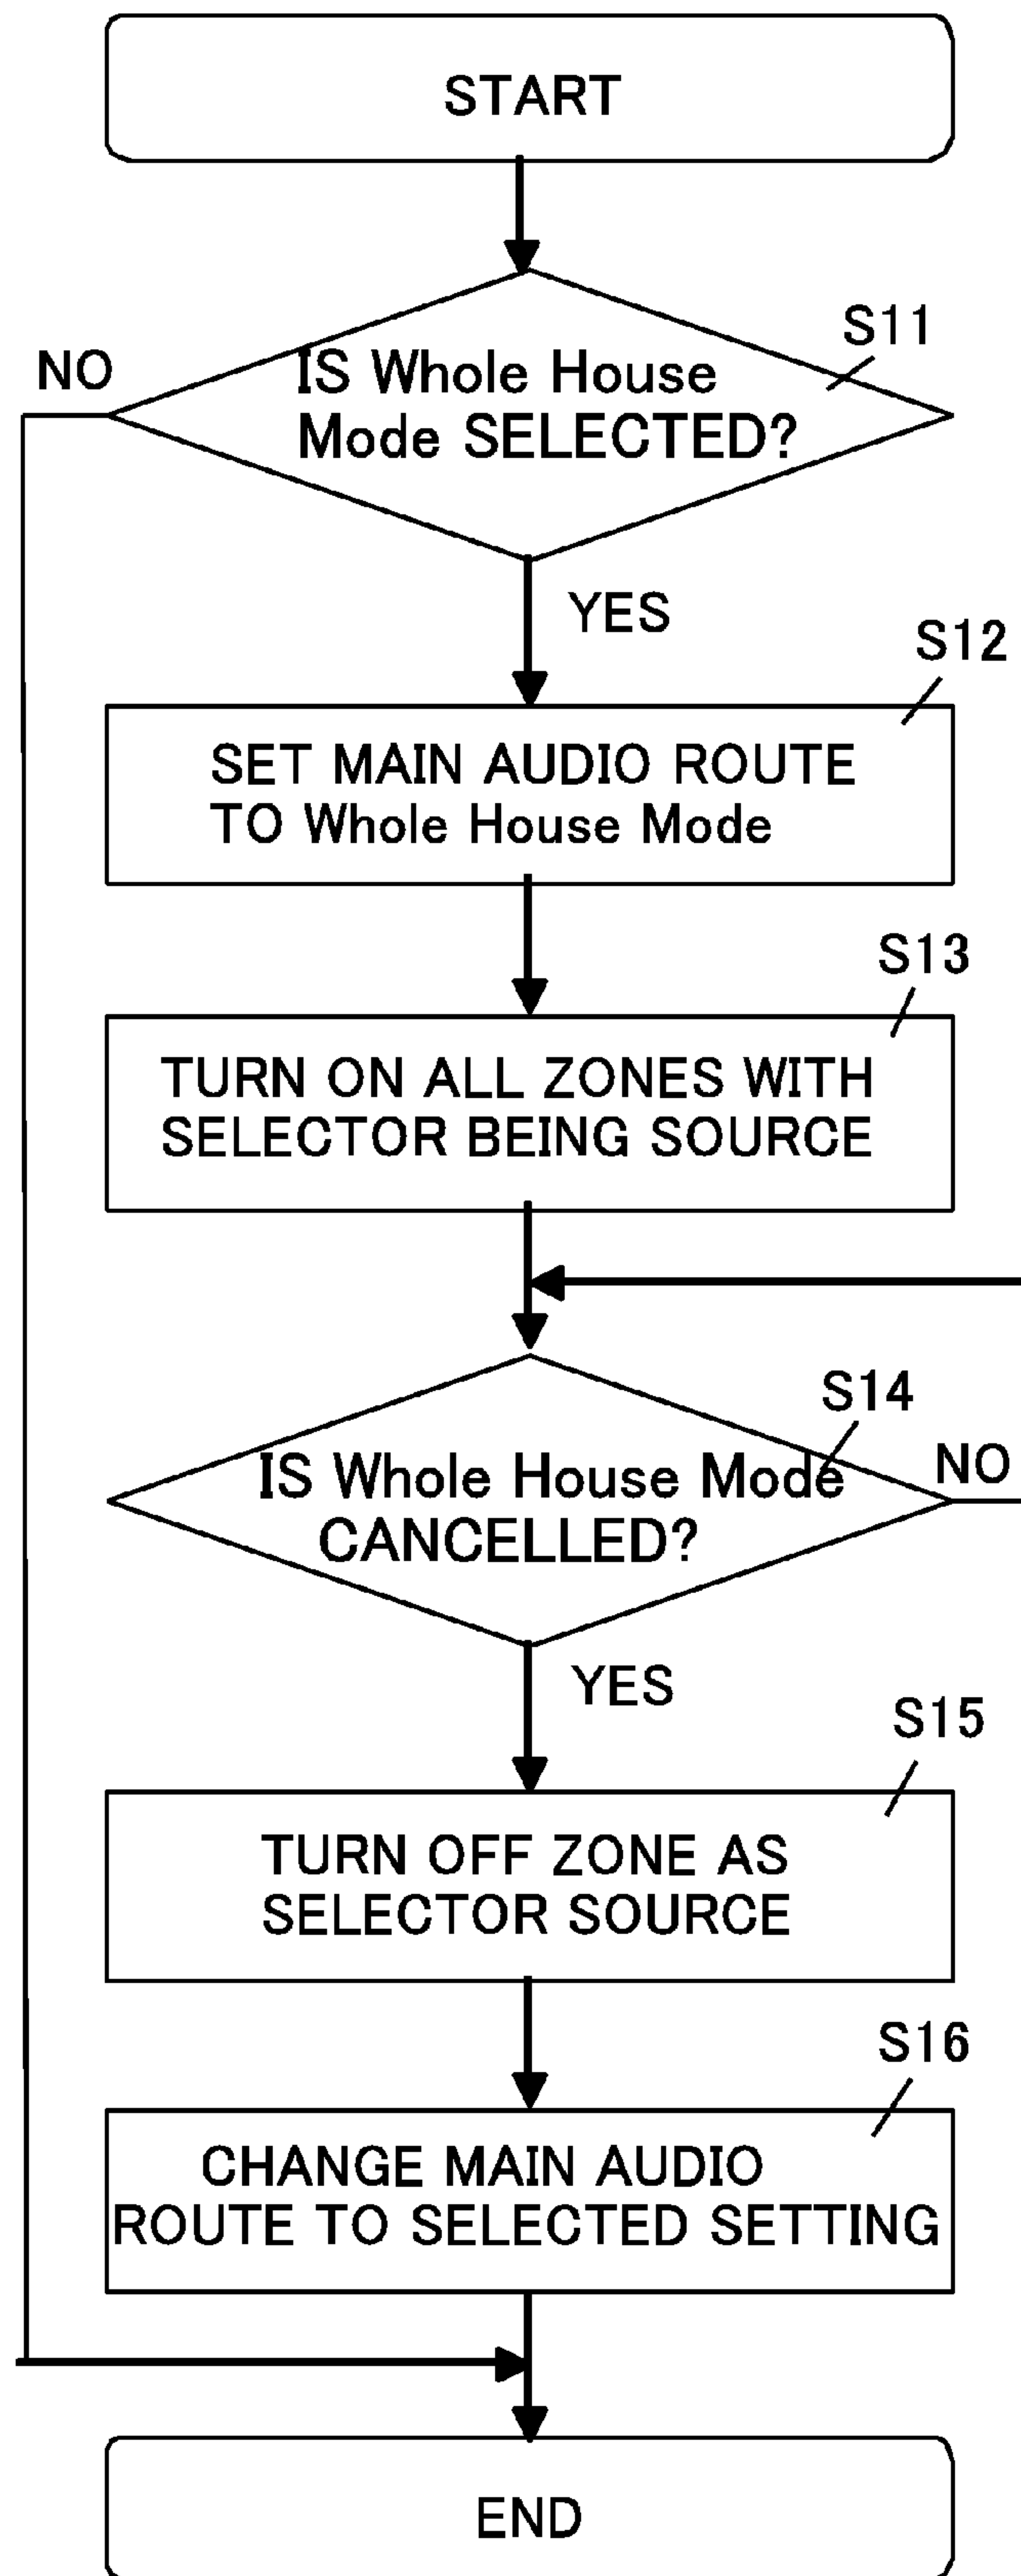 START
S11
NO
IS Whole House
Mode SELECTED?
YES
S12
SET MAIN AUDIO ROUTE
TO Whole House Mode
S13
TURN ON ALL ZONES WITH
SELECTOR BEING SOURCE
S14
NO
IS Whole House Mode
CANCELLED?
YES
S15
TURN OFF ZONE AS
SELECTOR SOURCE
S16
CHANGE MAIN AUDIO
ROUTE TO SELECTED SETTING
END